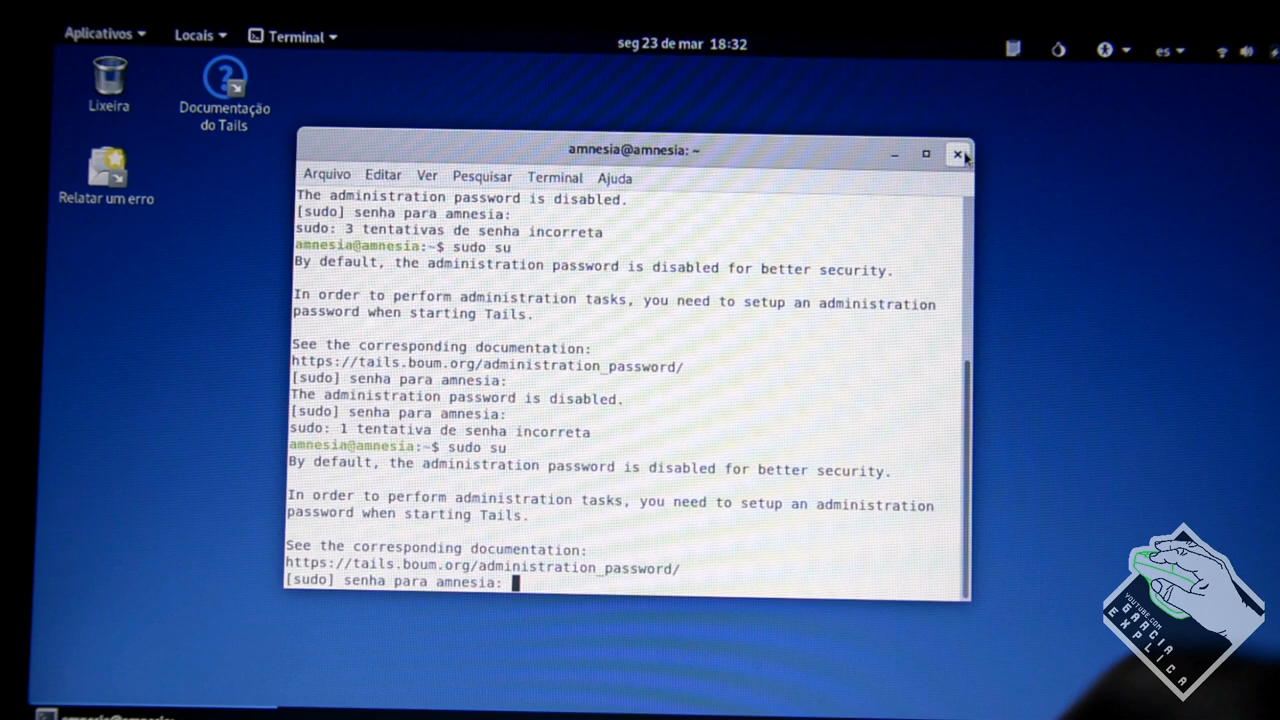 Aplicativos Locais Terminal seg 23 de mar 18:32 es
Lixeira
Documentação
do Tails
Relatar um erro
amnesia@amnesia: ~
Arquivo Editar Ver Pesquisar Terminal Ajuda
The administration password is disabled.
[sudo] senha para amnesia:
sudo: 3 tentativas de senha incorreta
amnesia@amnesia:~$ sudo su
By default, the administration password is disabled for better security.
In order to perform administration tasks, you need to setup an administration
password when starting Tails.
See the corresponding documentation:
https://tails.boum.org/administration_password/
[sudo] senha para amnesia:
The administration password is disabled.
[sudo] senha para amnesia:
sudo: 1 tentativa de senha incorreta
amnesia@amnesia:~$ sudo su
By default, the administration password is disabled for better security.
In order to perform administration tasks, you need to setup an administration
password when starting Tails.
See the corresponding documentation:
https://tails.boum.org/administration_password/
[sudo] senha para amnesia:
YOUTUBE.COM
GARCIA
EXPLICA